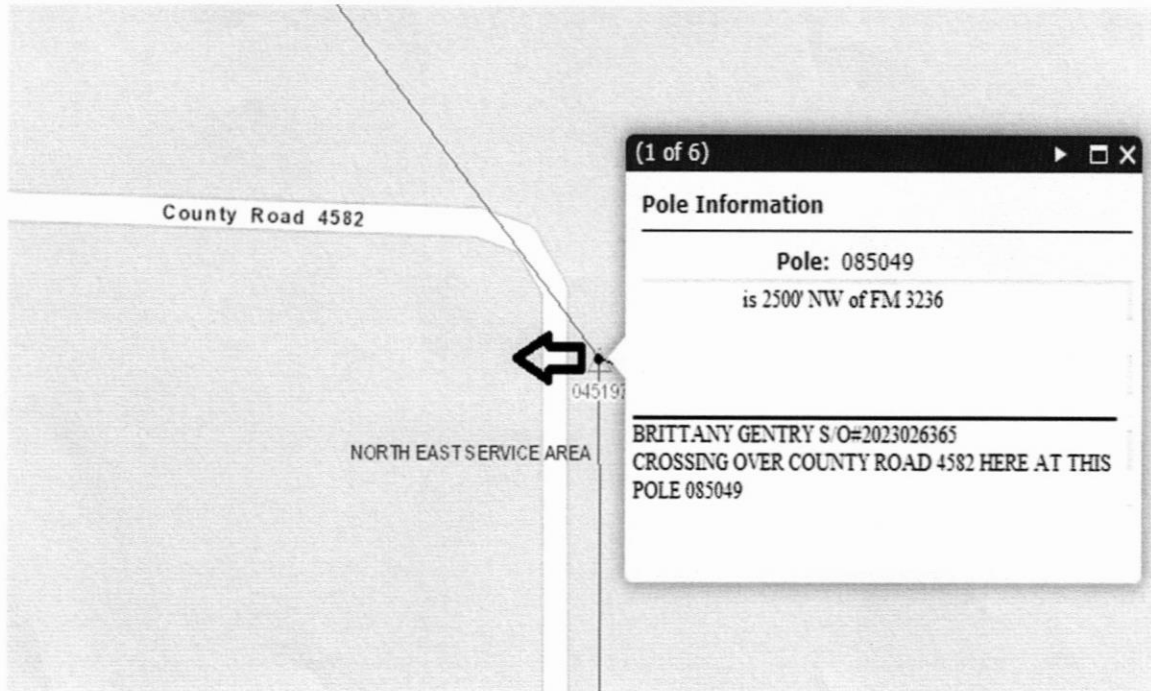 (1 of 6)
Pole Information
Pole: 085049
is 2500' NW of FM 3236
BRITTANY GENTRY S/O#2023026365
CROSSING OVER COUNTY ROAD 4582 HERE AT THIS
POLE 085049
County Road 4582
045197
NORTH EAST SERVICE AREA